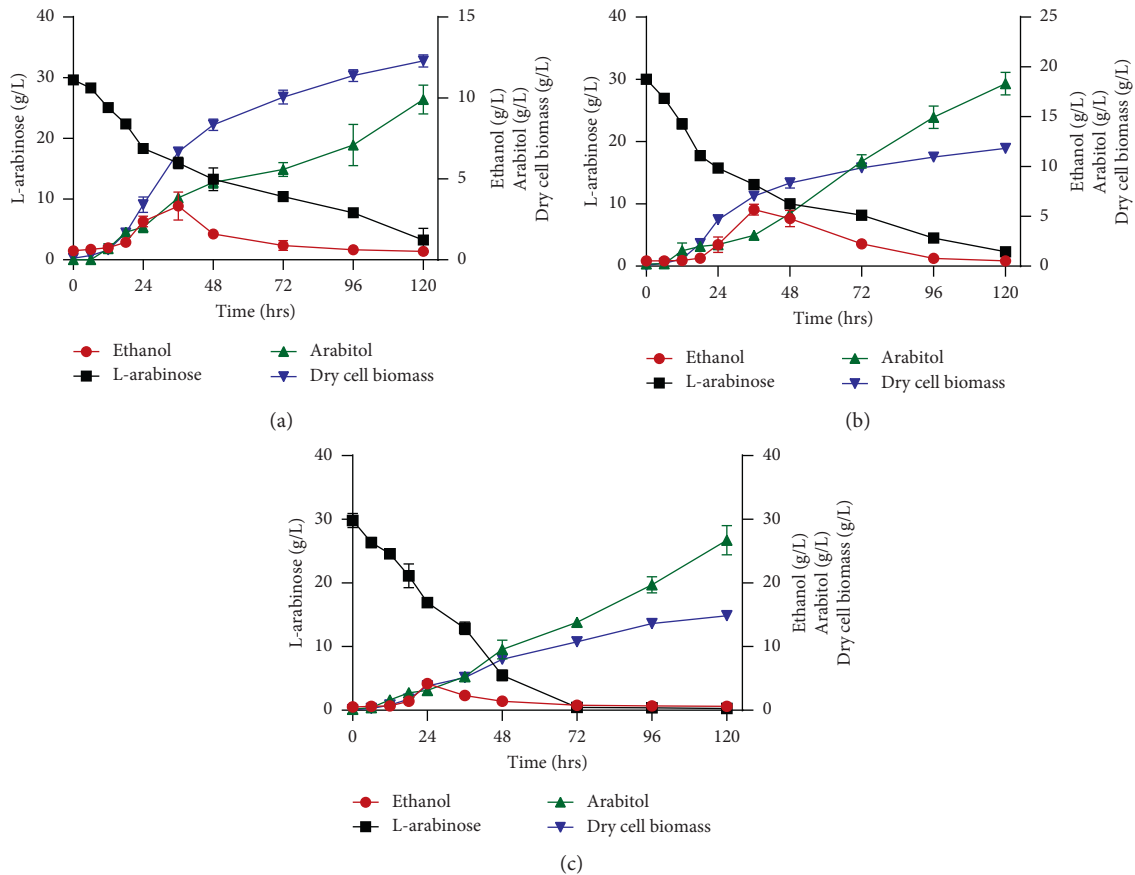 40
30
20
10
0
L-arabinose (g/L)
15
10
5
0
Ethanol (g/L)
Arabitol (g/L)
Dry cell biomass (g/L)
0 24 48 72 96 120
Time (hrs)
Ethanol
L-arabinose
Arabitol
Dry cell biomass
(a)
40
30
20
10
0
L-arabinose (g/L)
25
20
15
10
5
0
Ethanol (g/L)
Arabitol (g/L)
Dry cell biomass (g/L)
0 24 48 72 96 120
Time (hrs)
Ethanol
L-arabinose
Arabitol
Dry cell biomass
(b)
40
30
20
10
0
L-arabinose (g/L)
40
30
20
10
0
Ethanol (g/L)
Arabitol (g/L)
Dry cell biomass (g/L)
0 24 48 72 96 120
Time (hrs)
Ethanol
L-arabinose
Arabitol
Dry cell biomass
(c)